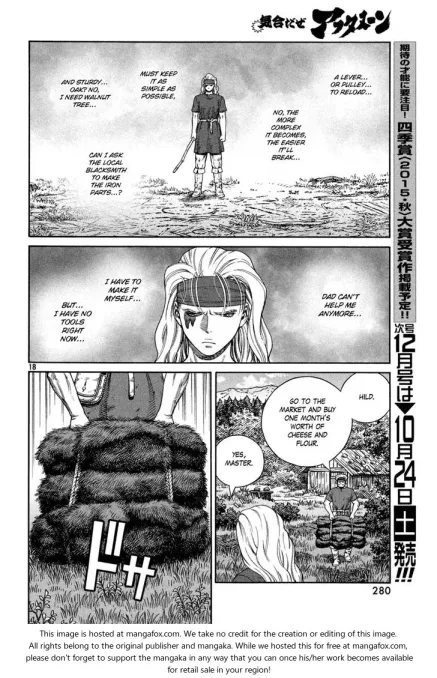 気合だぜ アフタヌーン
期待の才能に要注目！四季賞〈2015・秋〉大賞受賞作掲載予定!!
次号12月号は▼10月24日土発売!!!
A LEVER...
OR PULLEY...
TO RELOAD...
MUST KEEP
IT AS
SIMPLE AS
POSSIBLE,
AND STURDY...
OAK? NO,
I NEED WALNUT
TREE...
NO, THE
MORE
COMPLEX
IT BECOMES,
THE EASIER
IT'LL
BREAK...
CAN I ASK
THE LOCAL
BLACKSMITH
TO MAKE
THE IRON
PARTS...?
DAD CAN'T
HELP ME
ANYMORE...
I HAVE TO
MAKE IT
MYSELF...
BUT...
I HAVE NO
TOOLS
RIGHT
NOW...
18
ドサッ
HILD.
GO TO THE
MARKET AND BUY
ONE MONTH'S
WORTH OF
CHEESE AND
FLOUR.
YES,
MASTER.
280
This image is hosted at mangafox.com. We take no credit for the creation or editing of this image.
All rights belong to the original publisher and mangaka. While we hosted this for free at mangafox.com,
please don't forget to support the mangaka in any way that you can once his/her work becomes available
for retail sale in your region!